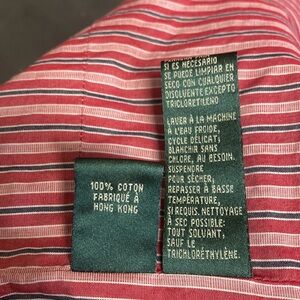 SI ES NECESARIO
SE PUEDE LIMPIAR EN
SECO CON CUALQUIER
DISOLVENTE EXCEPTO
TRICLORETILENO
LAVER À LA MACHINE
À L'EAU FROIDE,
CYCLE DÉLICAT;
BLANCHIR SANS
CHLORE, AU BESOIN.
SUSPENDRE
POUR SÉCHER,
REPASSER À BASSE
TEMPÉRATURE,
SI REQUIS. NETTOYAGE
À SEC POSSIBLE:
TOUT SOLVANT,
SAUF LE
TRICHLORÉTHYLÈNE.
100% COTON
FABRIQUÉ À
HONG KONG